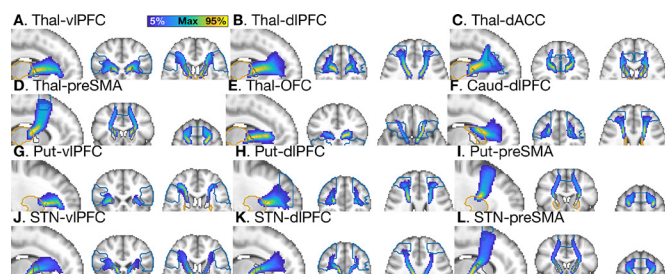 A. Thal-vlPFC 5% Max 95% B. Thal-dlPFC C. Thal-dACC
D. Thal-preSMA E. Thal-OFC F. Caud-dlPFC
G. Put-vlPFC H. Put-dlPFC I. Put-preSMA
J. STN-vlPFC K. STN-dlPFC L. STN-preSMA